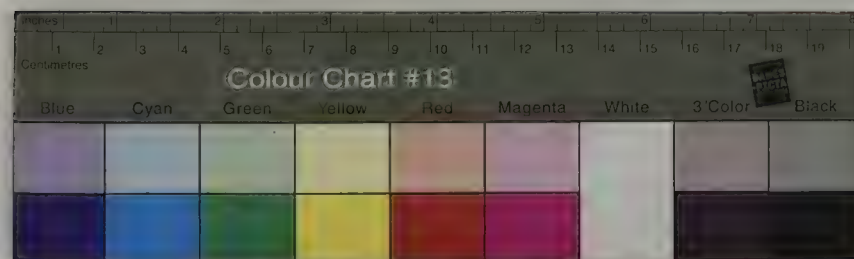 Inches 1 2 3 4 5 6 7 8
1 2 3 4 5 6 7 8 9 10 11 12 13 14 15 16 17 18 19
Centimetres
Colour Chart #13
Blue Cyan Green Yellow Red Magenta White 3/Color Black